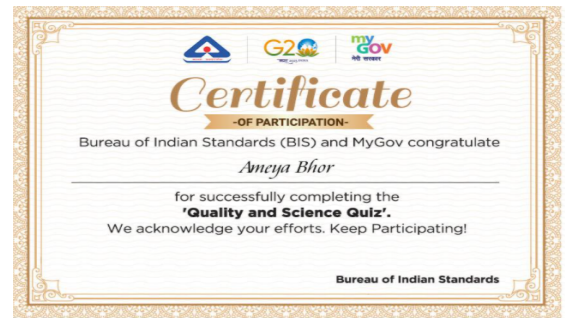 G20
my
GOV
मेरी सरकार
Certificate
-OF PARTICIPATION-
Bureau of Indian Standards (BIS) and MyGov congratulate
Ameya Bhor
for successfully completing the
'Quality and Science Quiz'.
We acknowledge your efforts. Keep Participating!
Bureau of Indian Standards